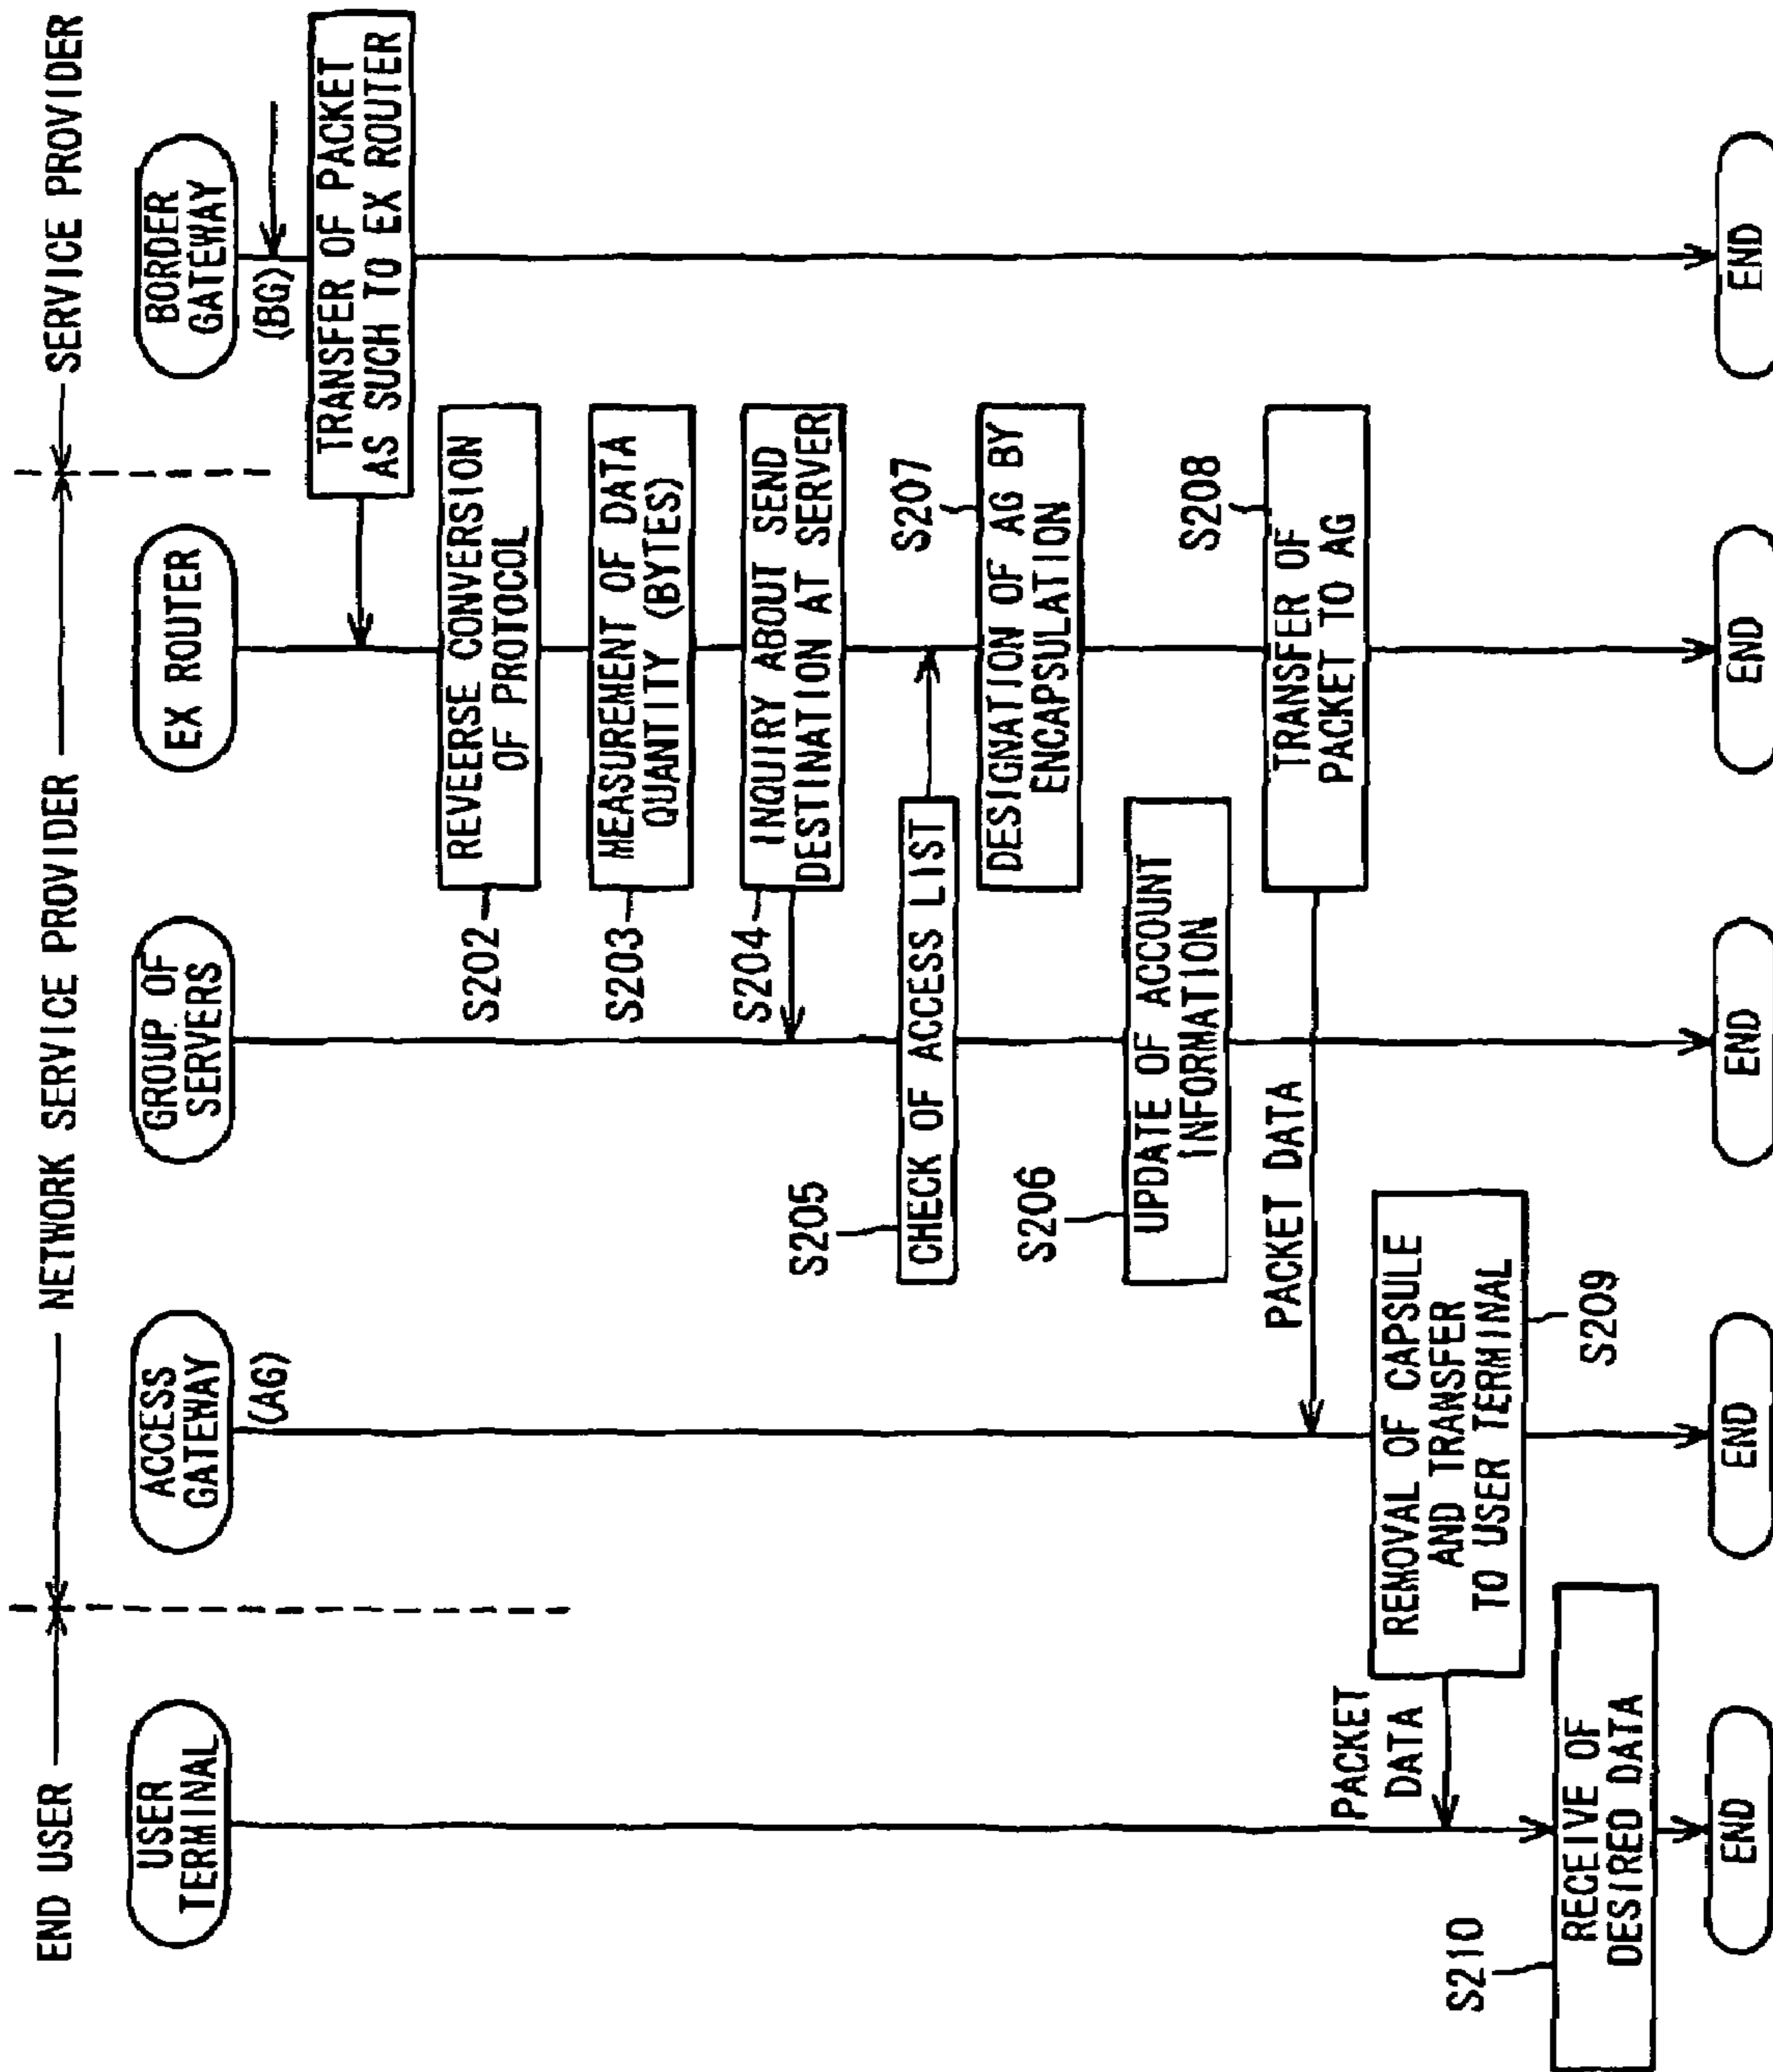 END USER
NETWORK SERVICE PROVIDER
SERVICE PROVIDER
USER
TERMINAL
ACCESS
GATEWAY
(AG)
GROUP OF
SERVERS
EX ROUTER
BORDER
GATEWAY
(BG)
TRANSFER OF PACKET
AS SUCH TO EX ROUTER
S202
REVEERSE CONVERSION
OF PROTOCOL
S203
MEASUREMENT OF DATA
QUANTITY (BYTES)
S204
INQUIRY ABOUT SEND
DESTINATION AT SERVER
S205
CHECK OF ACCESS LIST
S207
DESIGNATION OF AG BY
ENCAPSULATION
S206
UPDATE OF ACCOUNT
INFORMATION
S208
TRANSFER OF
PACKET TO AG
PACKET DATA
REMOVAL OF CAPSULE
AND TRANSFER
TO USER TERMINAL
S209
PACKET
DATA
S210
RECEIVE OF
DESIRED DATA
END
END
END
END
END